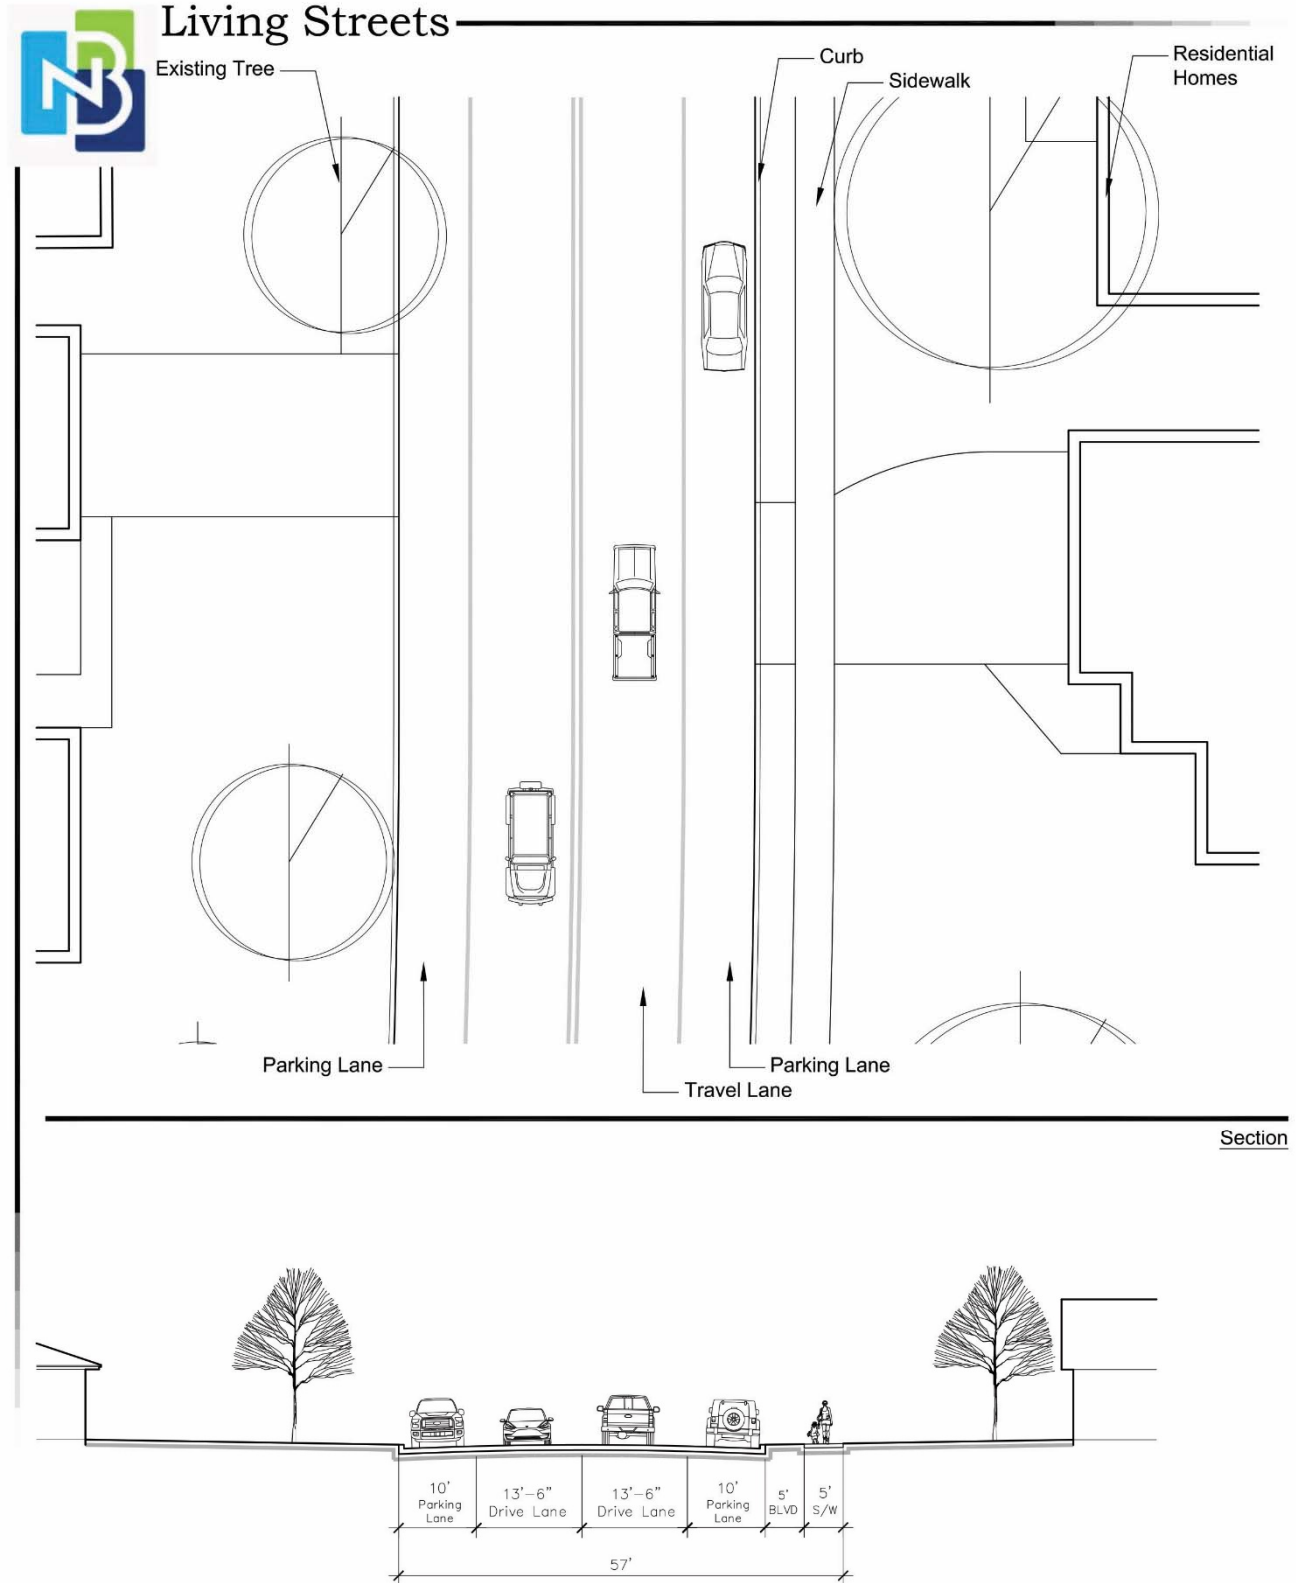 NB
Living Streets
Existing Tree
Curb
Sidewalk
Residential
Homes
Parking Lane
Parking Lane
Travel Lane
Section
10'
Parking
Lane
13'-6"
Drive Lane
13'-6"
Drive Lane
10'
Parking
Lane
5'
BLVD
5'
S/W
57'